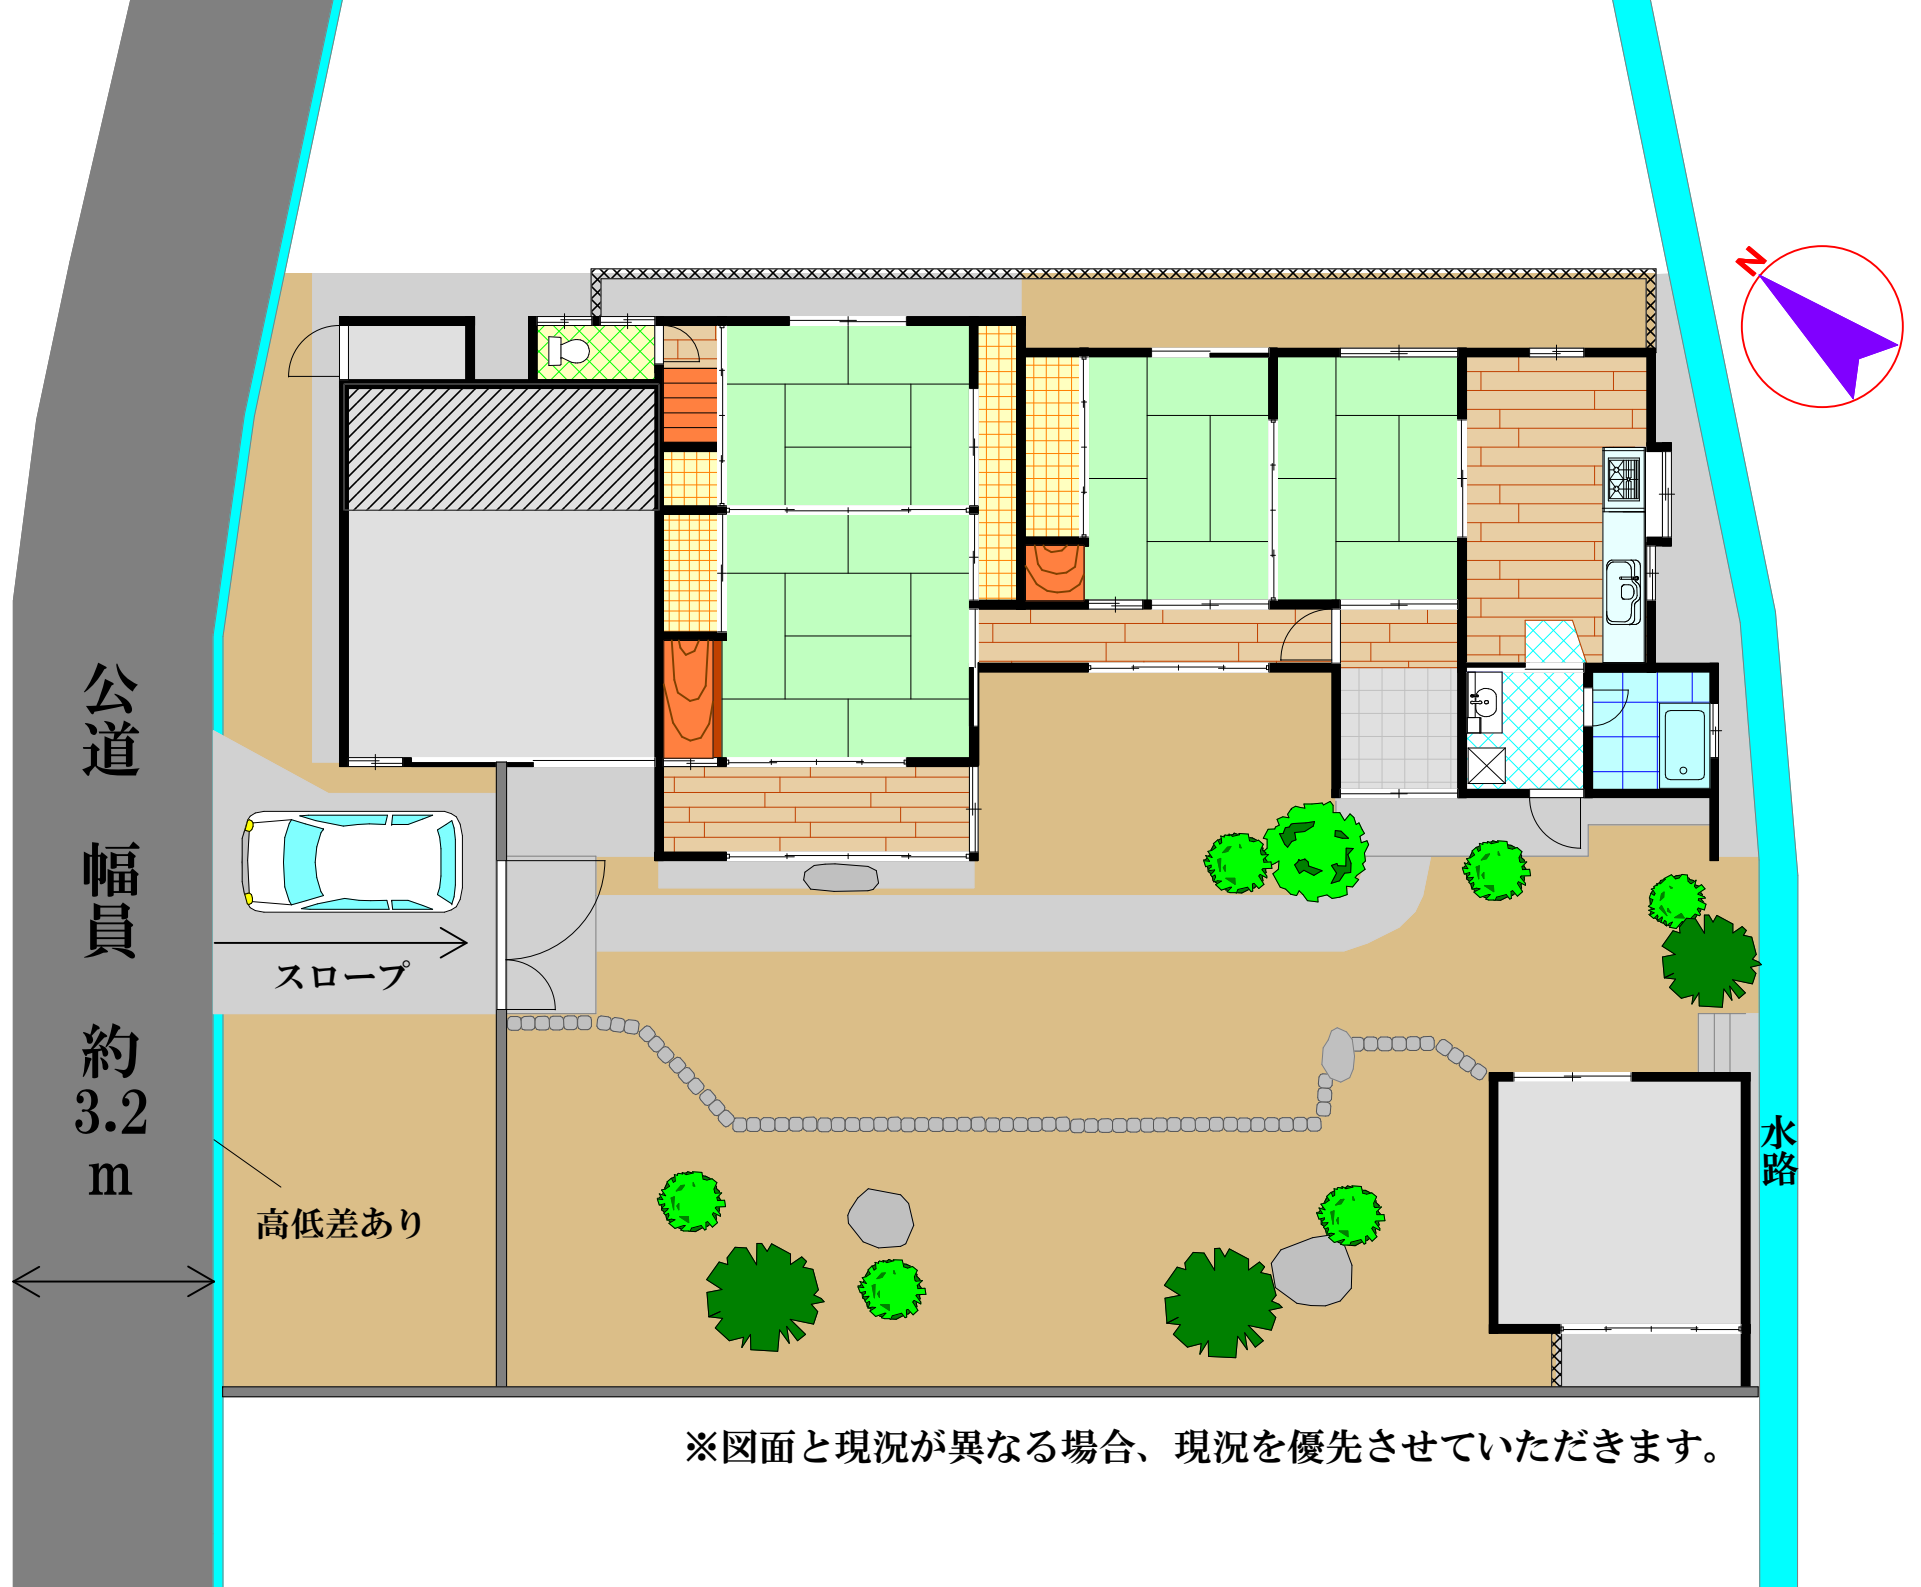 N
公道 幅員 約3.2m
スロープ
高低差あり
水路
※図面と現況が異なる場合、現況を優先させていただきます。